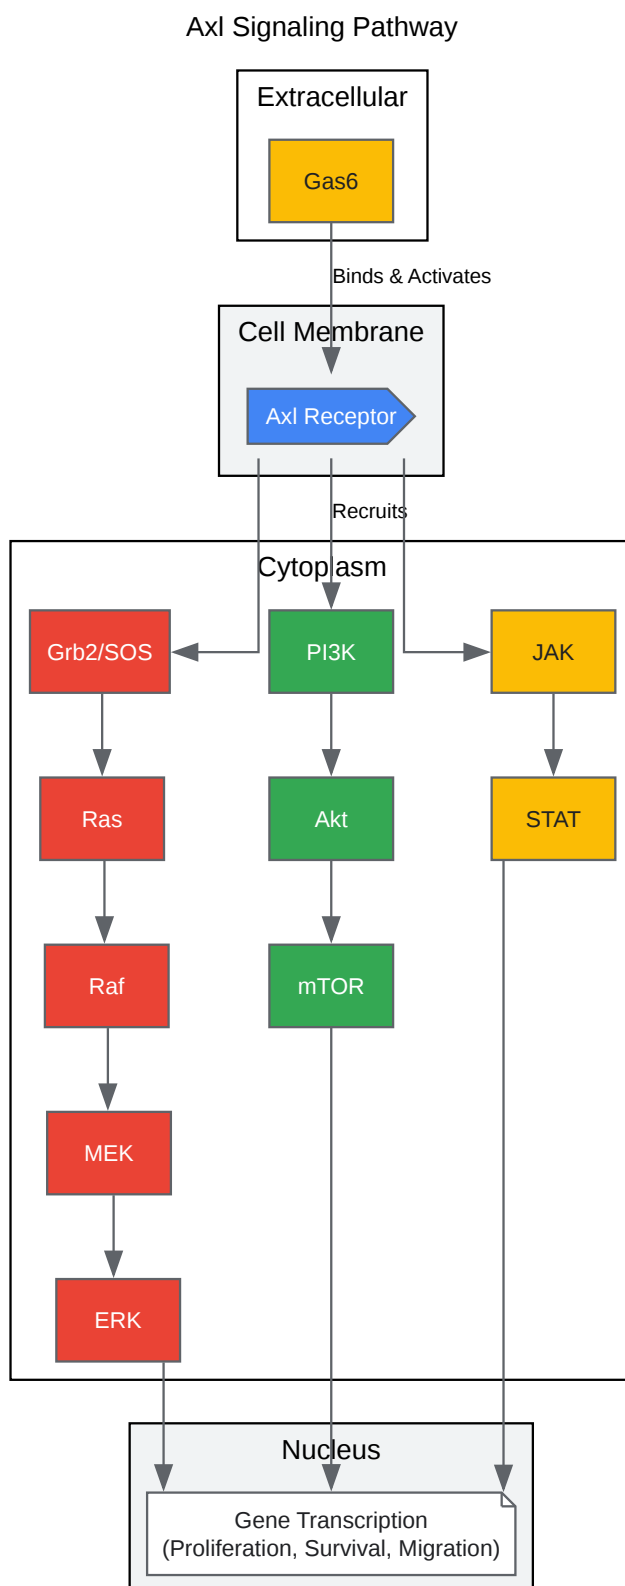 Axl Signaling Pathway
Extracellular
Gas6
Binds & Activates
Cell Membrane
Axl Receptor
Recruits
Cytoplasm
Grb2/SOS
PI3K
JAK
Ras
Akt
STAT
Raf
mTOR
MEK
ERK
Nucleus
Gene Transcription
(Proliferation, Survival, Migration)